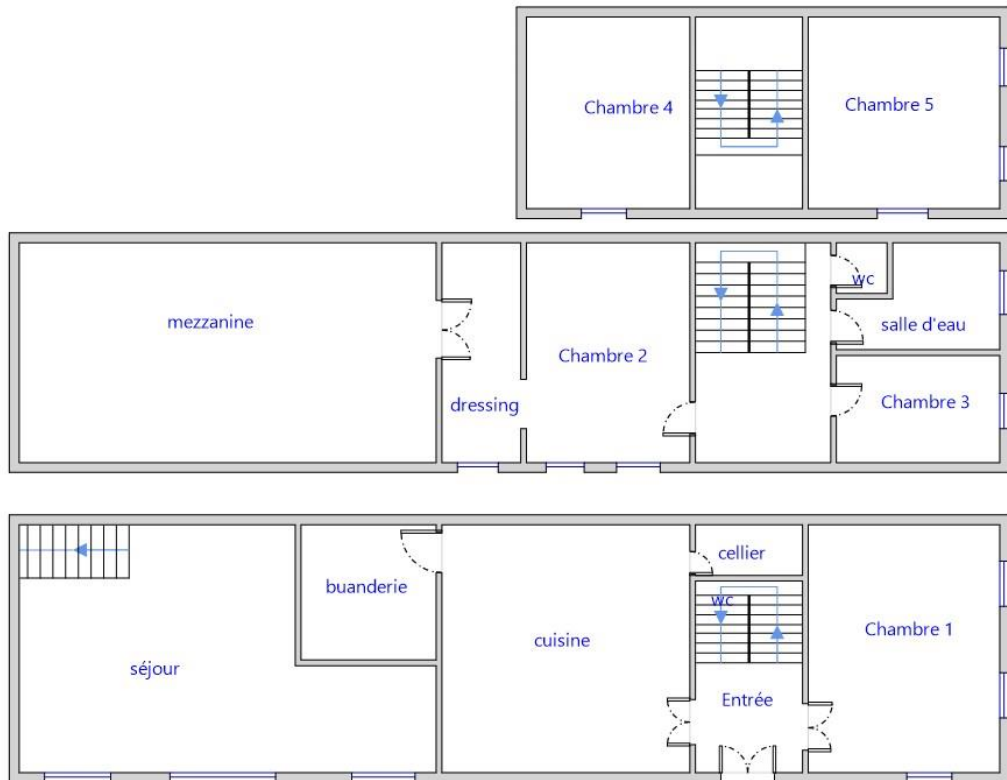 Chambre 4
Chambre 5
mezzanine
Chambre 2
dressing
wc
salle d'eau
Chambre 3
séjour
buanderie
cuisine
cellier
wc
Entrée
Chambre 1